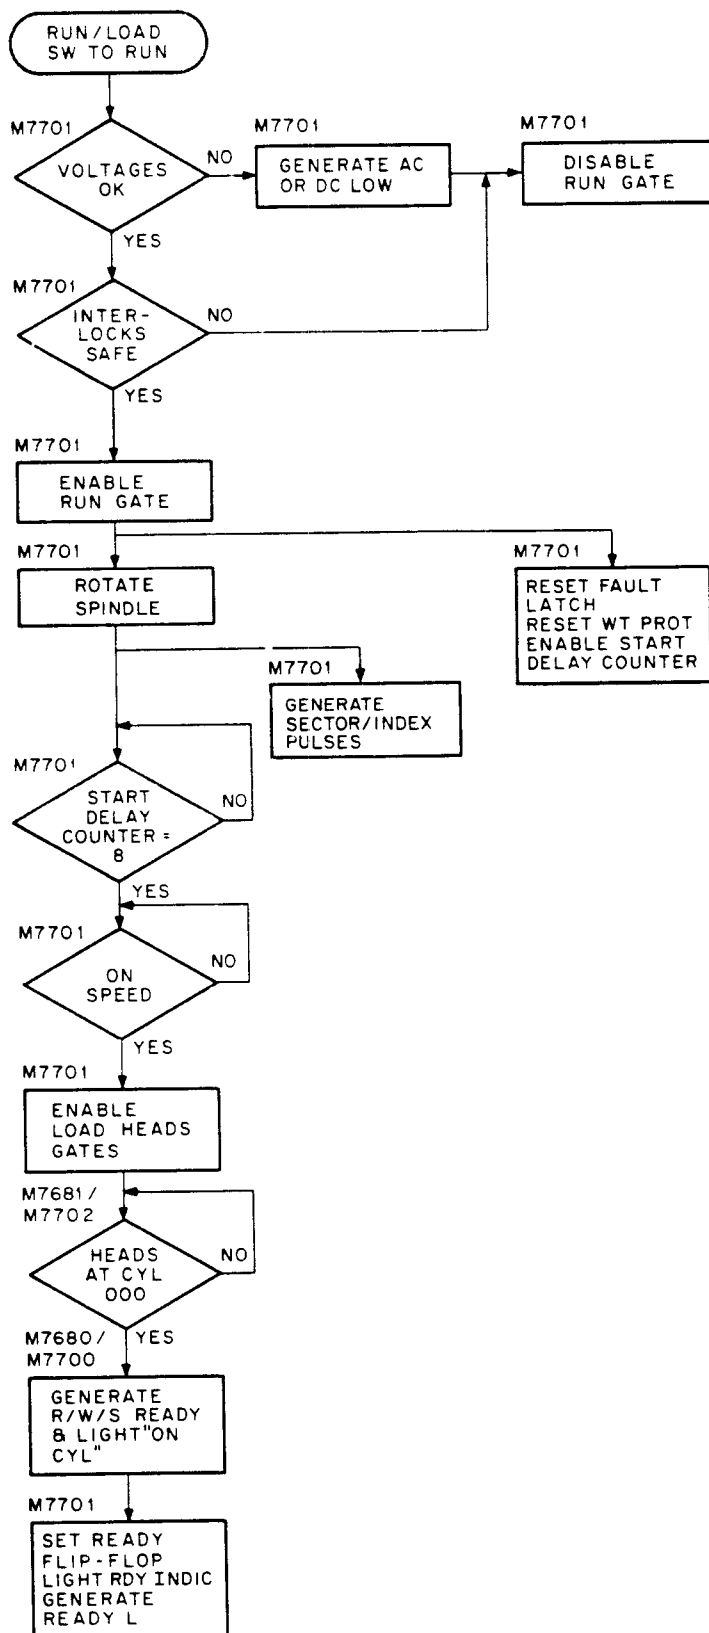 RUN/LOAD
SW TO RUN
M7701
VOLTAGES
OK
NO
YES
M7701
GENERATE AC
OR DC LOW
M7701
DISABLE
RUN GATE
M7701
INTER-
LOCKS
SAFE
NO
YES
M7701
ENABLE
RUN GATE
M7701
ROTATE
SPINDLE
M7701
RESET FAULT
LATCH
RESET WT PROT
ENABLE START
DELAY COUNTER
M7701
GENERATE
SECTOR/INDEX
PULSES
M7701
START
DELAY
COUNTER =
8
NO
YES
M7701
ON
SPEED
NO
YES
M7701
ENABLE
LOAD HEADS
GATES
M7681/
M7702
HEADS
AT CYL
000
NO
YES
M7680/
M7700
GENERATE
R/W/S READY
& LIGHT "ON
CYL"
M7701
SET READY
FLIP-FLOP
LIGHT RDY INDIC
GENERATE
READY L